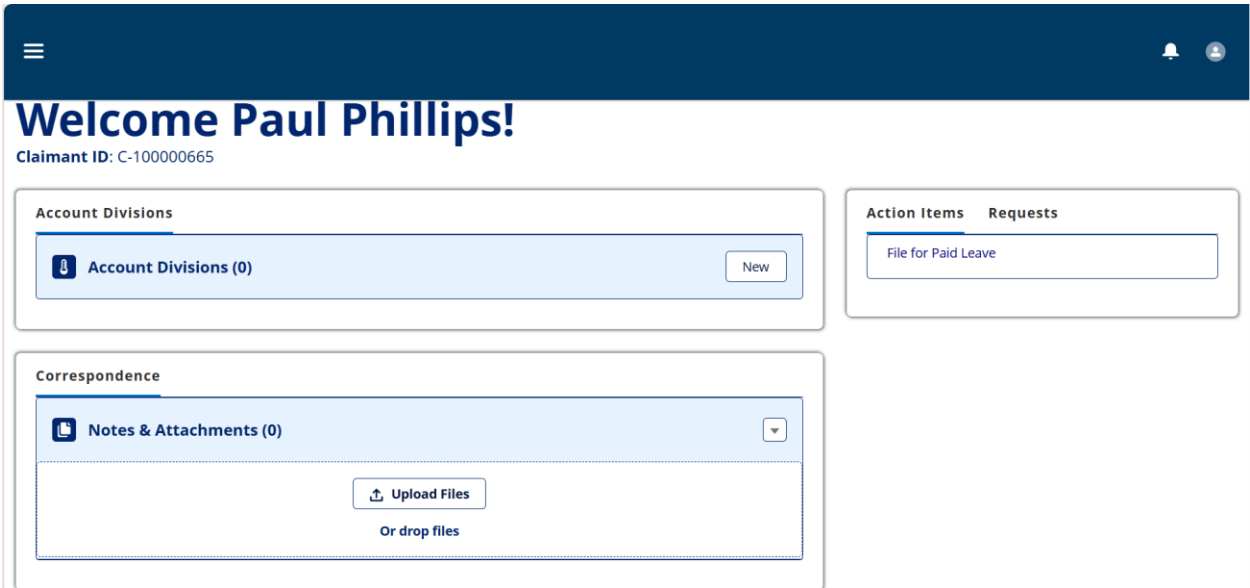 Welcome Paul Phillips!
Claimant ID: C-100000665
Account Divisions
Account Divisions (0)
New
Action Items Requests
File for Paid Leave
Correspondence
Notes & Attachments (0)
Upload Files
Or drop files